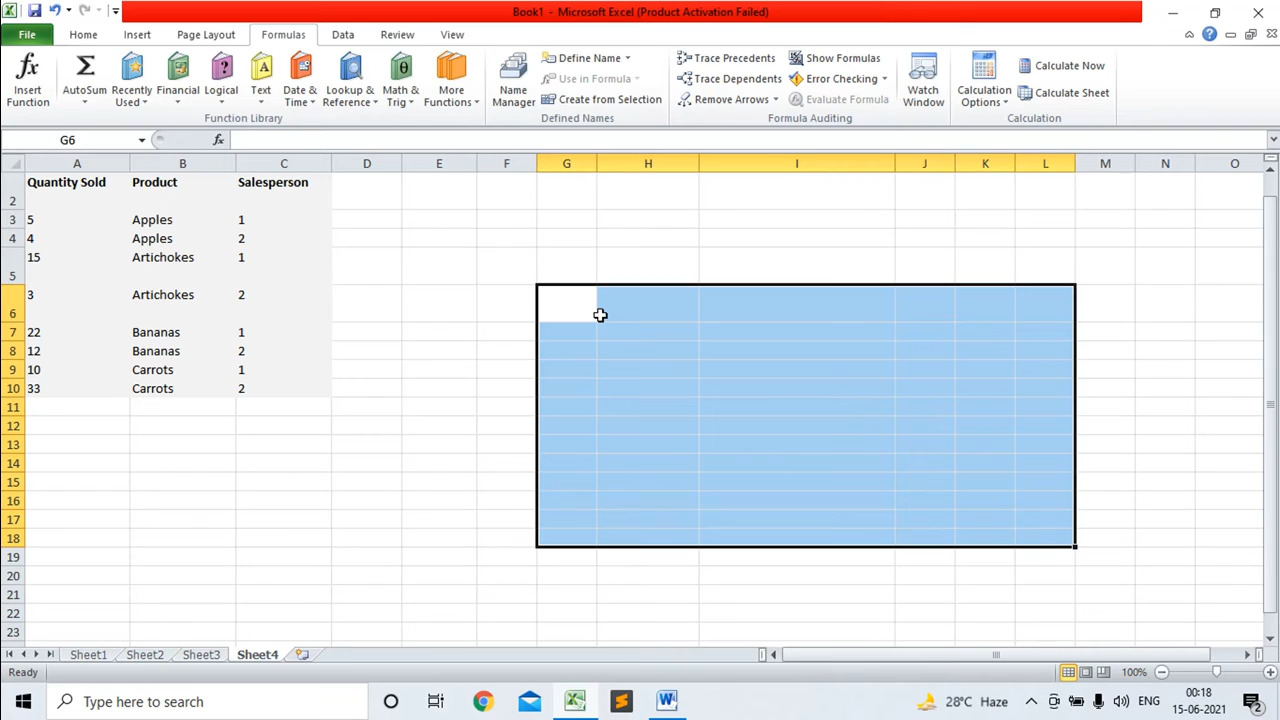 Book1 - Microsoft Excel (Product Activation Failed)
File Home Insert Page Layout Formulas Data Review View
Insert Function
AutoSum
Recently Used
Financial
Logical
Text
Date & Time
Lookup & Reference
Math & Trig
More Functions
Function Library
Name Manager
Define Name
Use in Formula
Create from Selection
Defined Names
Trace Precedents
Trace Dependents
Remove Arrows
Show Formulas
Error Checking
Evaluate Formula
Formula Auditing
Watch Window
Calculation Options
Calculate Now
Calculate Sheet
Calculation
G6 fx
A B C D E F G H I J K L M N O
Quantity Sold Product Salesperson
2
3 5 Apples 1
4 4 Apples 2
15 Artichokes 1
5
3 Artichokes 2
6
7 22 Bananas 1
8 12 Bananas 2
9 10 Carrots 1
10 33 Carrots 2
11
12
13
14
15
16
17
18
19
20
21
22
23
Sheet1 Sheet2 Sheet3 Sheet4
Ready 100%
Type here to search 28°C Haze ENG 00:18
15-06-2021 2